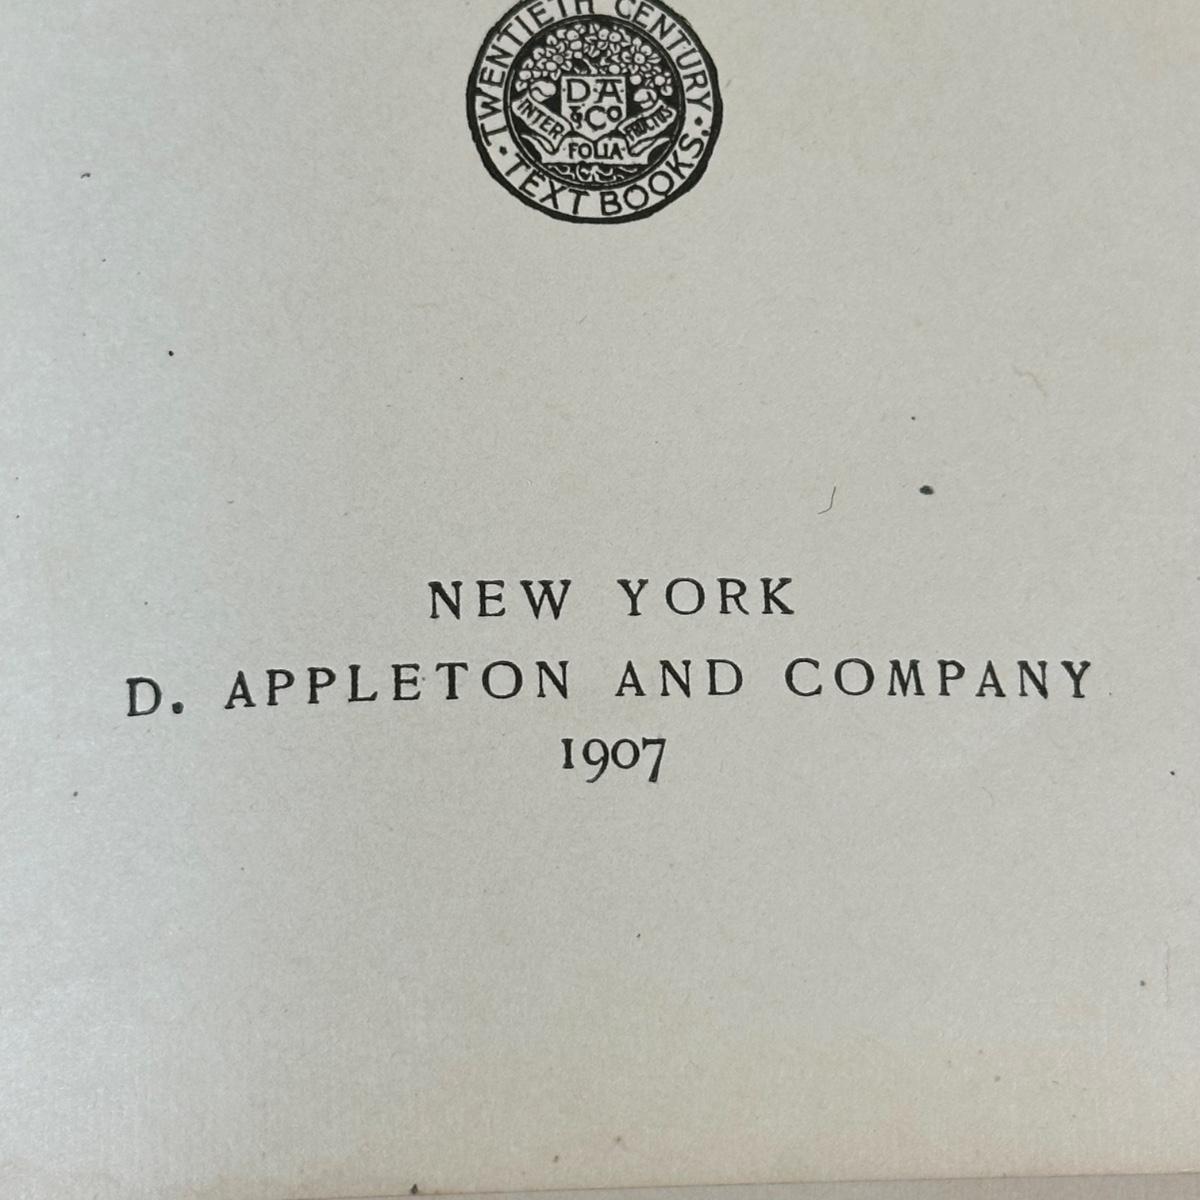 TWENTIETH CENTURY
TEXT BOOKS
D·A
&Co
INTER
FOLIA
FRUCTUS
NEW YORK
D. APPLETON AND COMPANY
1907